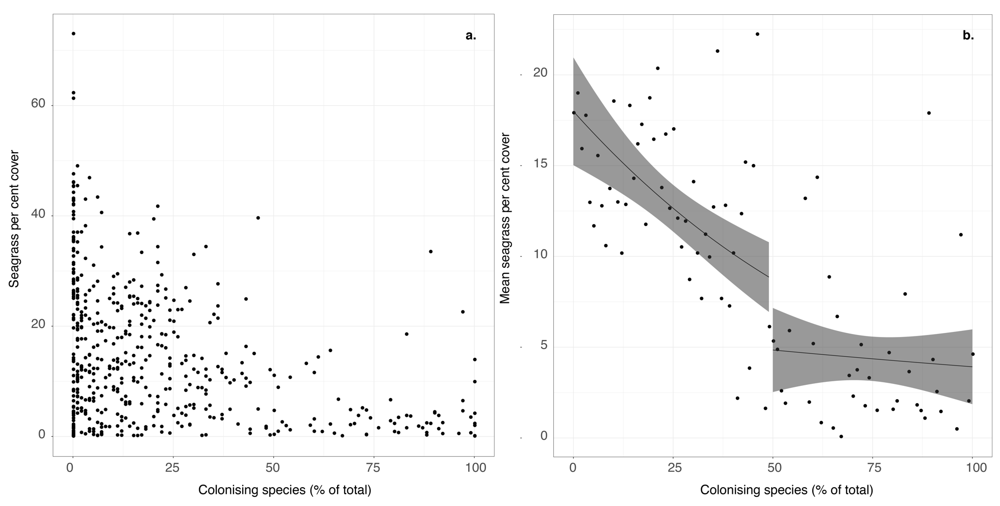 a.
Seagrass per cent cover
60
40
20
0
0 25 50 75 100
Colonising species (% of total)
b.
Mean seagrass per cent cover
20
15
10
5
0
0 25 50 75 100
Colonising species (% of total)